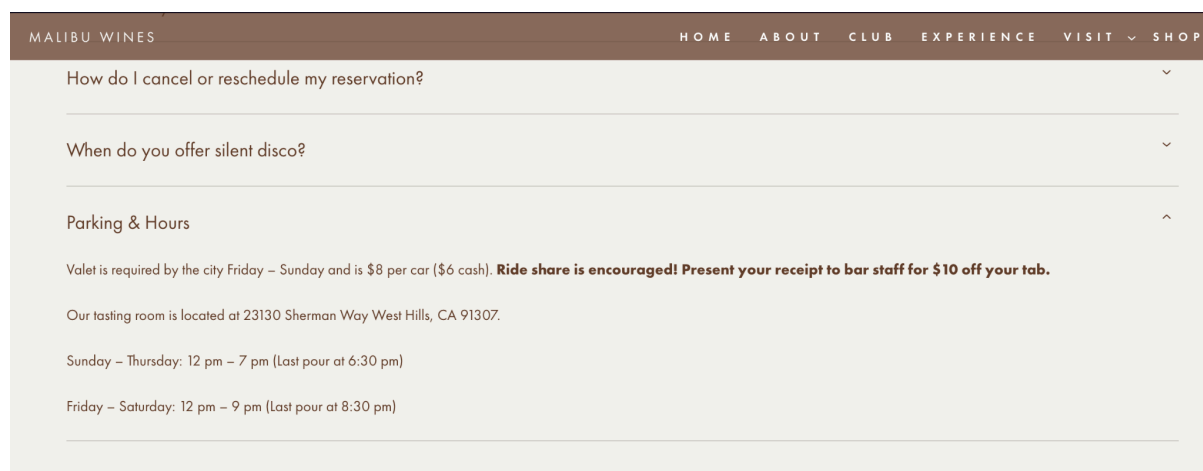 MALIBU WINES
HOME ABOUT CLUB EXPERIENCE VISIT SHOP
How do I cancel or reschedule my reservation?
When do you offer silent disco?
Parking & Hours
Valet is required by the city Friday – Sunday and is $8 per car ($6 cash). Ride share is encouraged! Present your receipt to bar staff for $10 off your tab.
Our tasting room is located at 23130 Sherman Way West Hills, CA 91307.
Sunday – Thursday: 12 pm – 7 pm (Last pour at 6:30 pm)
Friday – Saturday: 12 pm – 9 pm (Last pour at 8:30 pm)